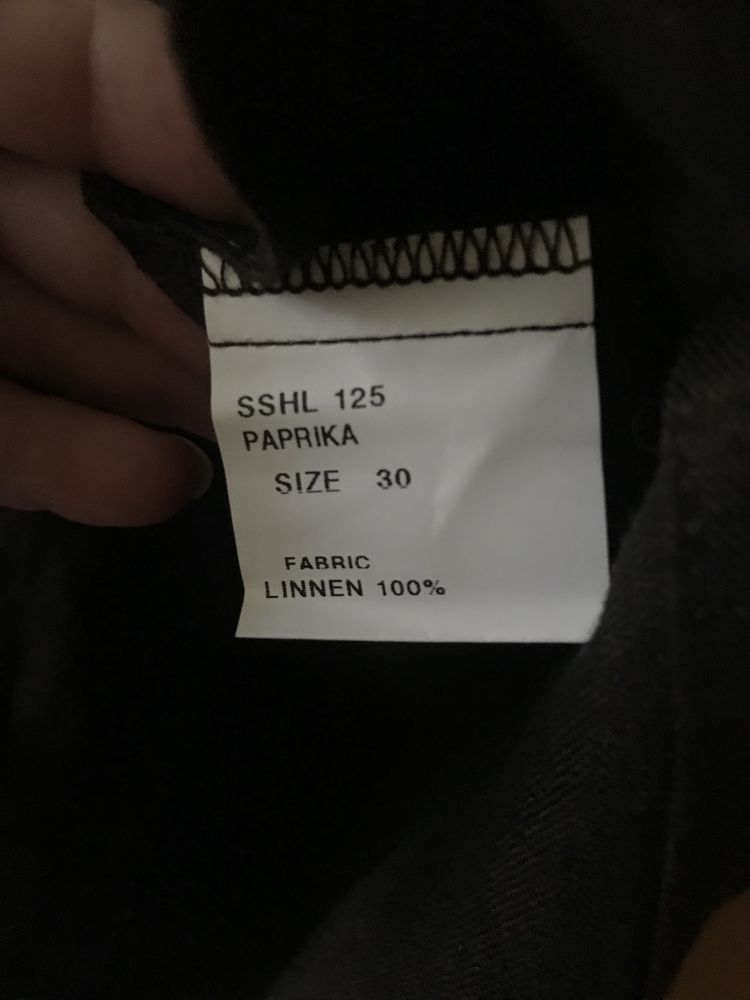 SSHL 125
PAPRIKA
SIZE 30
FABRIC
LINNEN 100%